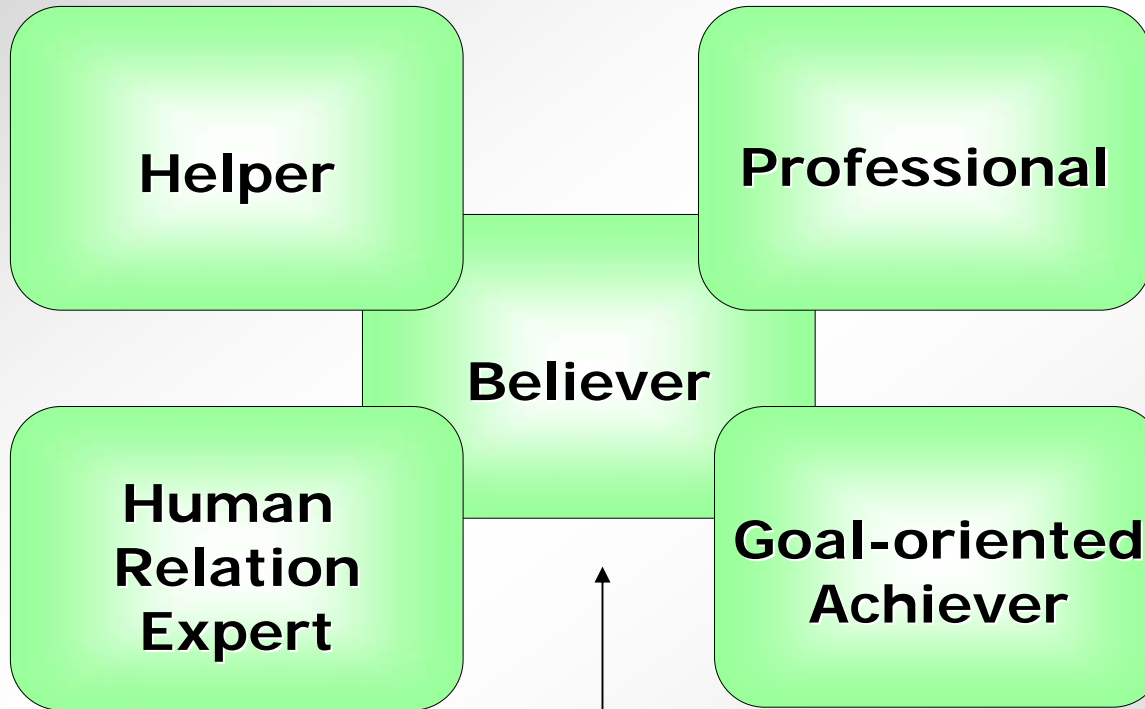 Helper
Professional
Believer
Human
Relation
Expert
Goal-oriented
Achiever